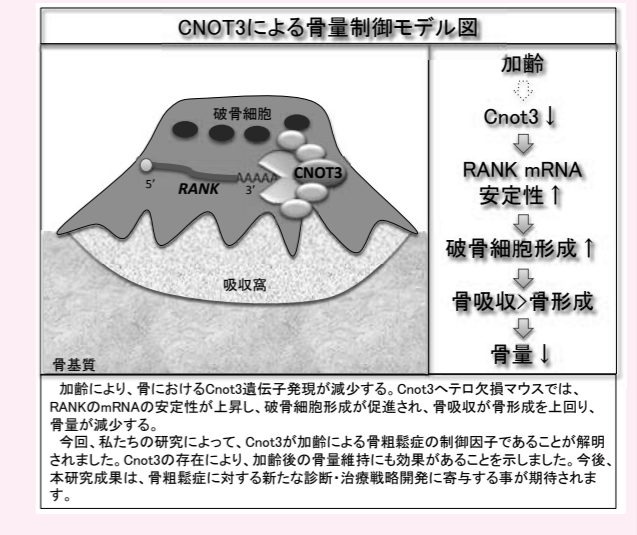 CNOT3による骨量制御モデル図
破骨細胞
CNOT3
5'
RANK
AAAAA
3'
吸収窩
骨基質
加齢
Cnot3↓
RANK mRNA
安定性↑
破骨細胞形成↑
骨吸収>骨形成
骨量↓
加齢により、骨におけるCnot3遺伝子発現が減少する。Cnot3ヘテロ欠損マウスでは、
RANKのmRNAの安定性が上昇し、破骨細胞形成が促進され、骨吸収が骨形成を上回り、
骨量が減少する。
今回、私たちの研究によって、Cnot3が加齢による骨粗鬆症の制御因子であることが解明
されました。Cnot3の存在により、加齢後の骨量維持にも効果があることを示しました。今後、
本研究成果は、骨粗鬆症に対する新たな診断・治療戦略開発に寄与する事が期待されま
す。